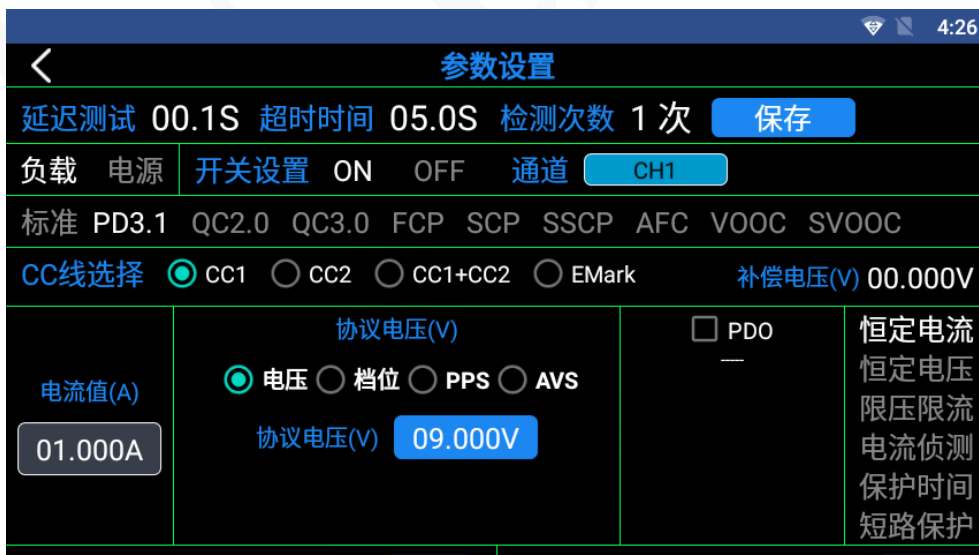 4:26
参数设置
延迟测试 00.1S 超时时间 05.0S 检测次数 1 次 保存
负载 电源 开关设置 ON OFF 通道 CH1
标准 PD3.1 QC2.0 QC3.0 FCP SCP SSCP AFC VOOC SVOOC
CC线选择 CC1 CC2 CC1+CC2 EMark 补偿电压(V) 00.000V
电流值(A)
01.000A
协议电压(V)
电压 档位 PPS AVS
协议电压(V) 09.000V
PDO
恒定电流
恒定电压
限压限流
电流侦测
保护时间
短路保护